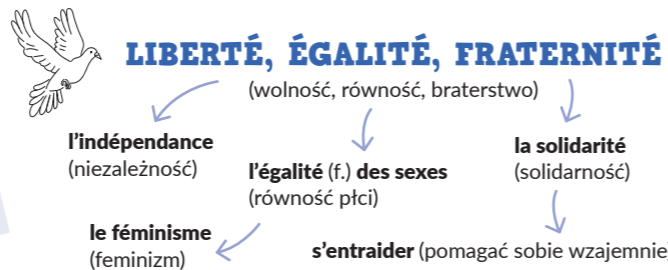 LIBERTÉ, ÉGALITÉ, FRATERNITÉ
(wolność, równość, braterstwo)
l'indépendance
(niezależność)
l'égalité (f.) des sexes
(równość płci)
la solidarité
(solidarność)
le féminisme
(feminizm)
s'entraider (pomagać sobie wzajemnie)